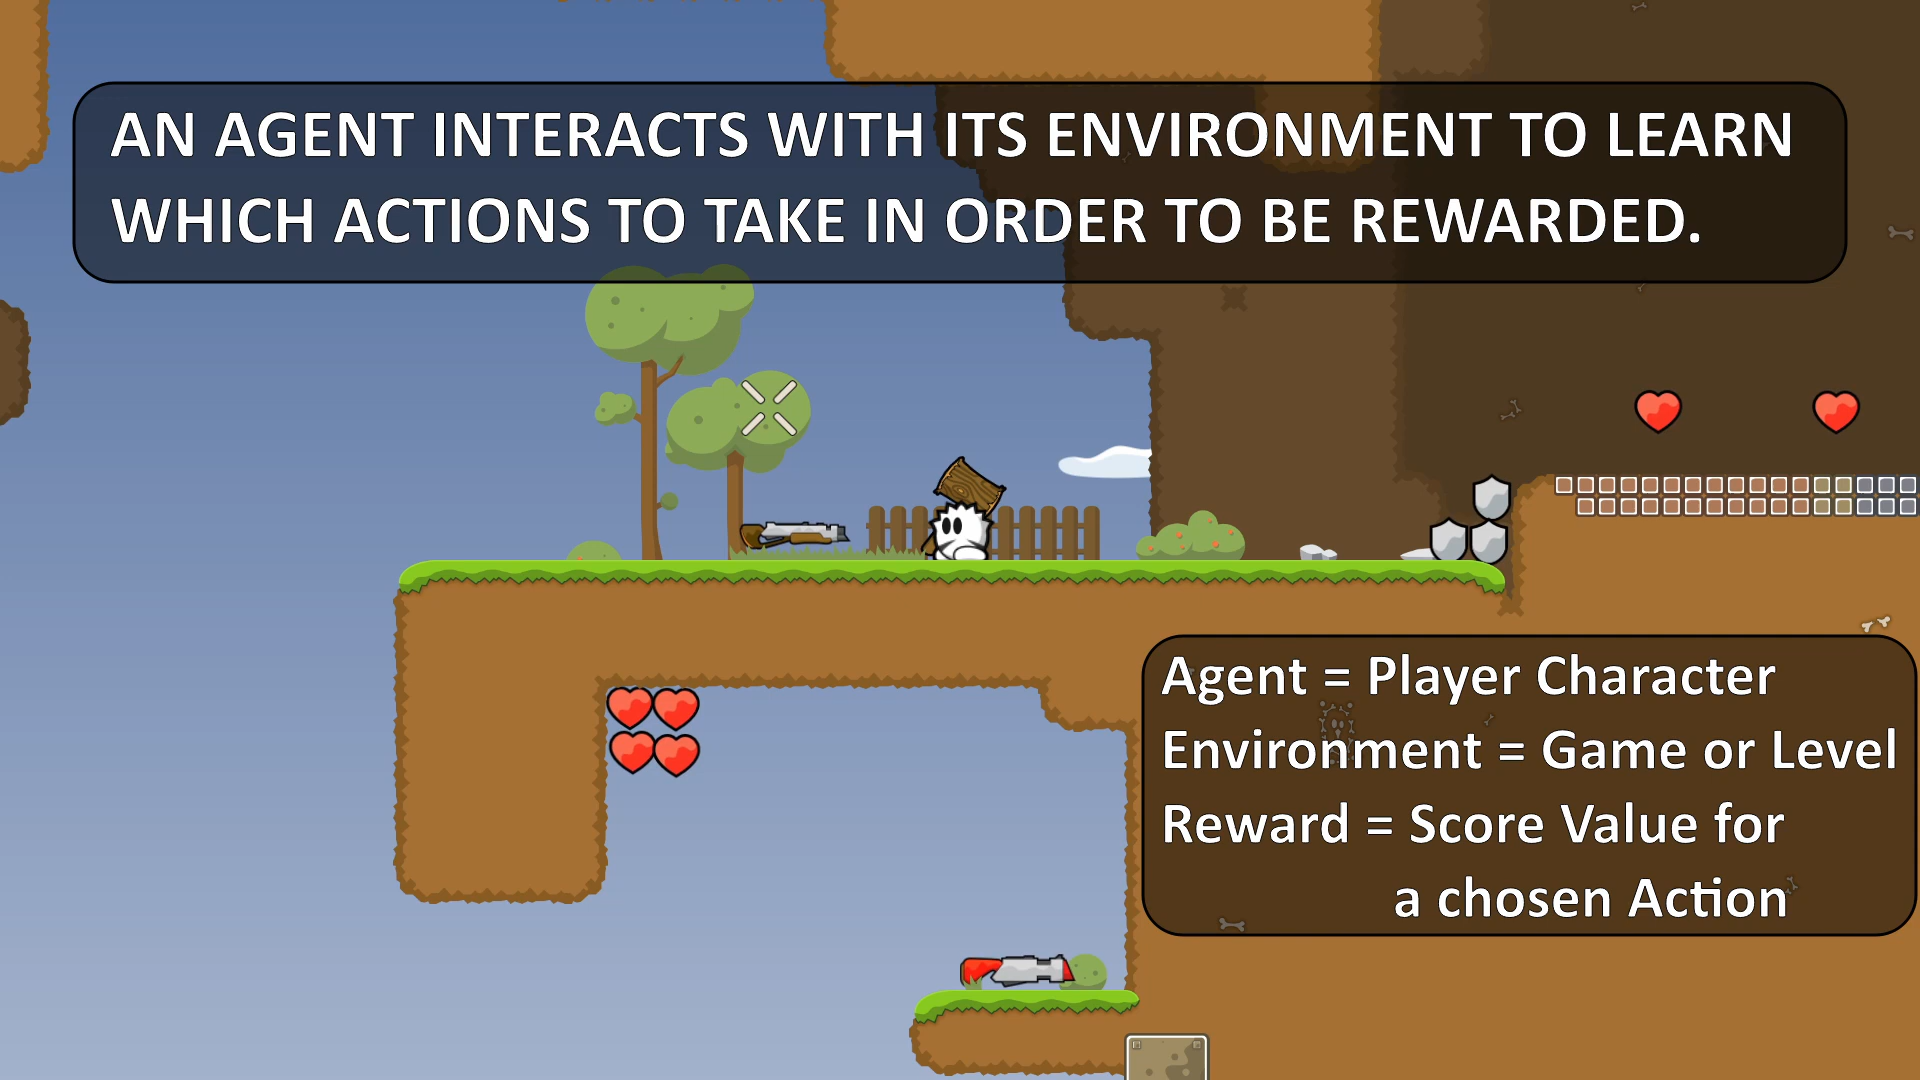 AN AGENT INTERACTS WITH ITS ENVIRONMENT TO LEARN
WHICH ACTIONS TO TAKE IN ORDER TO BE REWARDED.
Agent = Player Character
Environment = Game or Level
Reward = Score Value for
a chosen Action